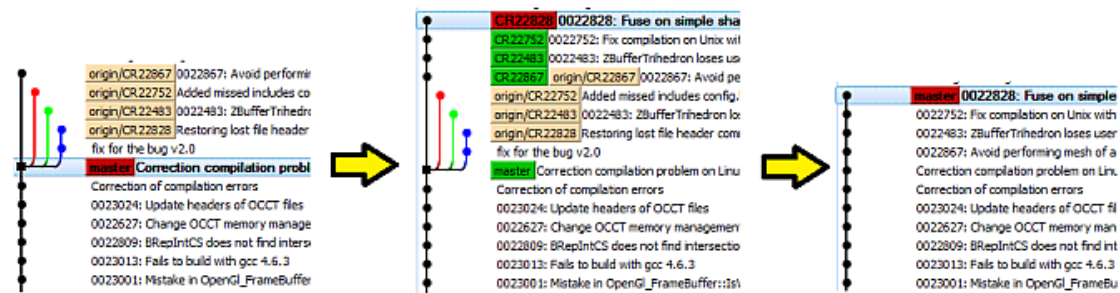 origin/CR22867 0022867: Avoid performin
origin/CR22752 Added missed includes co
origin/CR22483 0022483: ZBufferTrihedro
origin/CR22828 Restoring lost file header
fix for the bug v2.0
master Correction compilation probl
Correction of compilation errors
0023024: Update headers of OCCT files
0022627: Change OCCT memory manage
0022809: BRepIntCS does not find interse
0023013: Fails to build with gcc 4.6.3
0023001: Mistake in OpenGl_FrameBuffer
CR22828 0022828: Fuse on simple sha
CR22752 0022752: Fix compilation on Unix wit
CR22483 0022483: ZBufferTrihedron loses use
CR22867 origin/CR22867 0022867: Avoid pe
origin/CR22752 Added missed includes config.
origin/CR22483 0022483: ZBufferTrihedron lo
origin/CR22828 Restoring lost file header com
fix for the bug v2.0
master Correction compilation problem on Linu
Correction of compilation errors
0023024: Update headers of OCCT files
0022627: Change OCCT memory management
0022809: BRepIntCS does not find intersectio
0023013: Fails to build with gcc 4.6.3
0023001: Mistake in OpenGl_FrameBuffer::Is
master 0022828: Fuse on simple
0022752: Fix compilation on Unix with
0022483: ZBufferTrihedron loses user
0022867: Avoid performing mesh of a
Correction compilation problem on Linu
Correction of compilation errors
0023024: Update headers of OCCT fil
0022627: Change OCCT memory man
0022809: BRepIntCS does not find int
0023013: Fails to build with gcc 4.6.3
0023001: Mistake in OpenGl_FrameBu